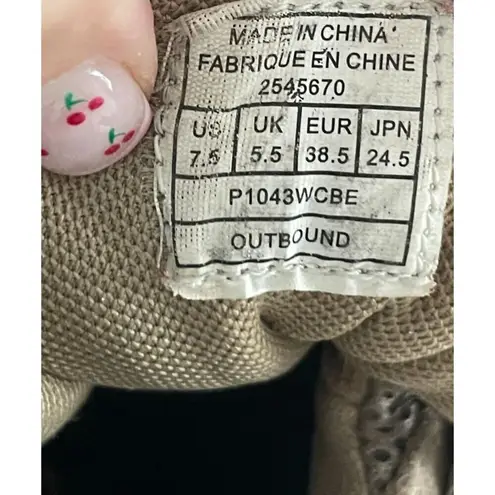 MADE IN CHINA
FABRIQUE EN CHINE
2545670
US UK EUR JPN
7.5 5.5 38.5 24.5
P1043WCBE
OUTBOUND